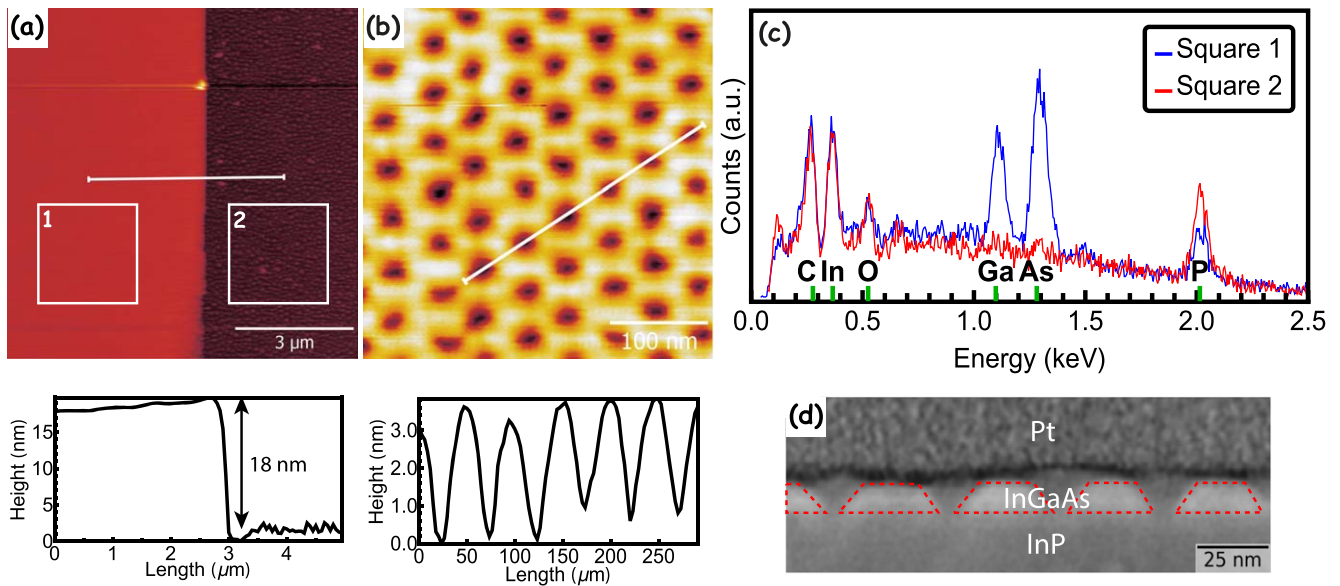 (a)
1
2
3 µm
(b)
100 nm
(c)
Square 1
Square 2
Counts (a.u.)
C In O Ga As P
0.0 0.5 1.0 1.5 2.0 2.5
Energy (keV)
Height (nm)
15
10
5
0
18 nm
0 1 2 3 4
Length (µm)
Height (nm)
3.0
2.0
1.0
0.0
0 50 100 150 200 250
Length (µm)
(d)
Pt
InGaAs
InP
25 nm